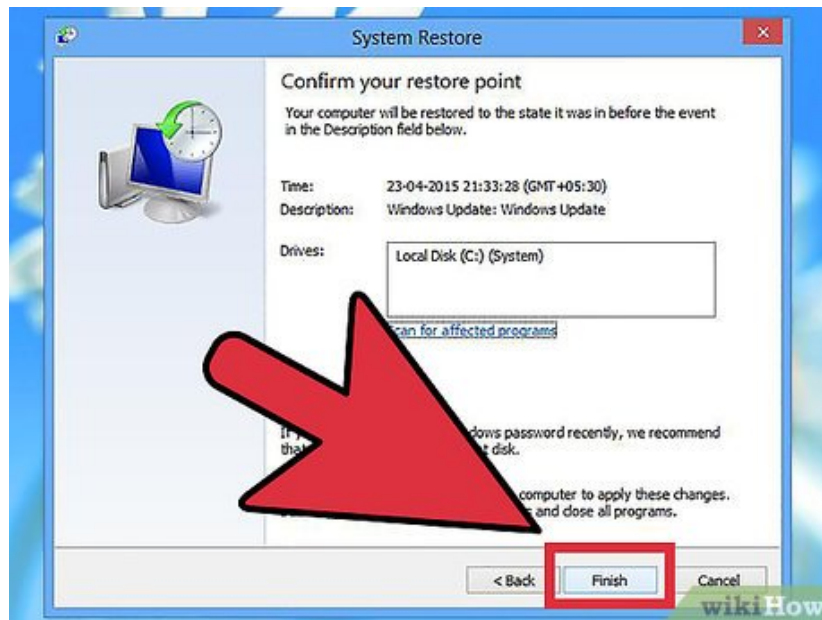 System Restore
Confirm your restore point
Your computer will be restored to the state it was in before the event
in the Description field below.
Time: 23-04-2015 21:33:28 (GMT+05:30)
Description: Windows Update: Windows Update
Drives: Local Disk (C:) (System)
Scan for affected programs
If password recently, we recommend
disk.
computer to apply these changes.
and close all programs.
< Back Finish Cancel
wikiHow